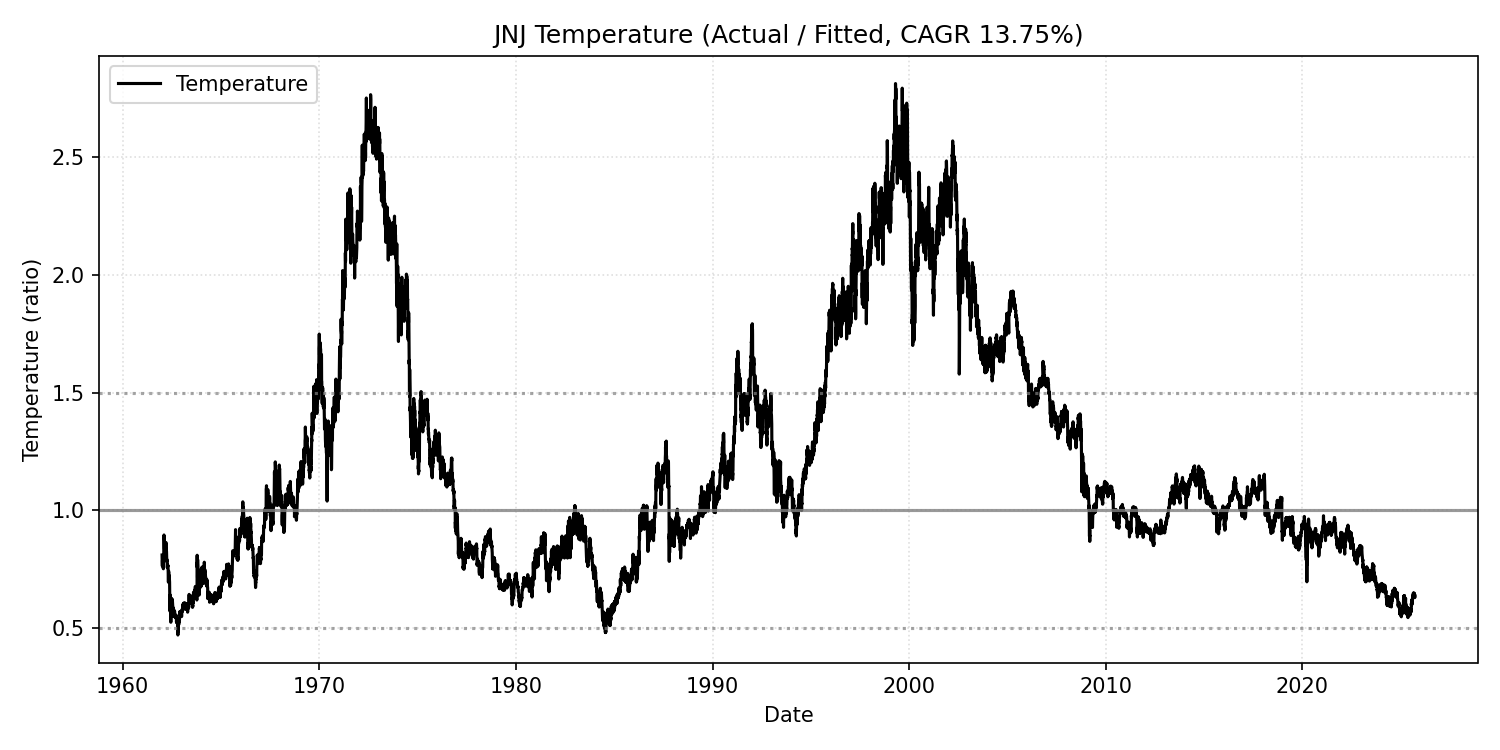 JNJ Temperature (Actual / Fitted, CAGR 13.75%)
Temperature
Temperature (ratio)
2.5
2.0
1.5
1.0
0.5
1960 1970 1980 1990 2000 2010 2020
Date